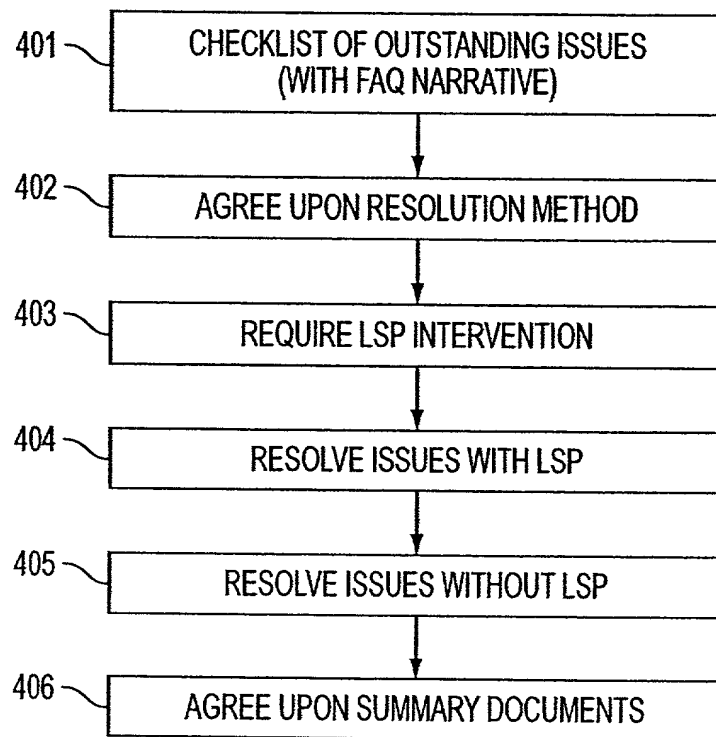 401
CHECKLIST OF OUTSTANDING ISSUES
(WITH FAQ NARRATIVE)
402
AGREE UPON RESOLUTION METHOD
403
REQUIRE LSP INTERVENTION
404
RESOLVE ISSUES WITH LSP
405
RESOLVE ISSUES WITHOUT LSP
406
AGREE UPON SUMMARY DOCUMENTS